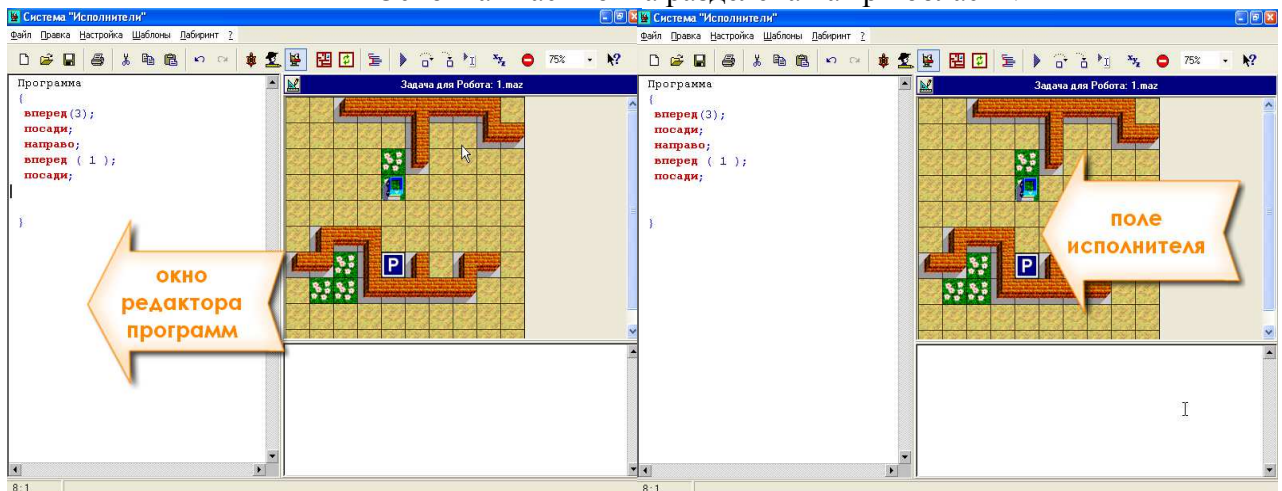 Система "Исполнители"
Файл Правка Настройка Шаблоны Лабиринт ?
75%
Программа
{
вперед(3);
посади;
направо;
вперед ( 1 );
посади;
}
Задача для Робота: 1.maz
P
окно
редактора
программ
8:1
Система "Исполнители"
Файл Правка Настройка Шаблоны Лабиринт ?
75%
Программа
{
вперед(3);
посади;
направо;
вперед ( 1 );
посади;
}
Задача для Робота: 1.maz
P
поле
исполнителя
8:1